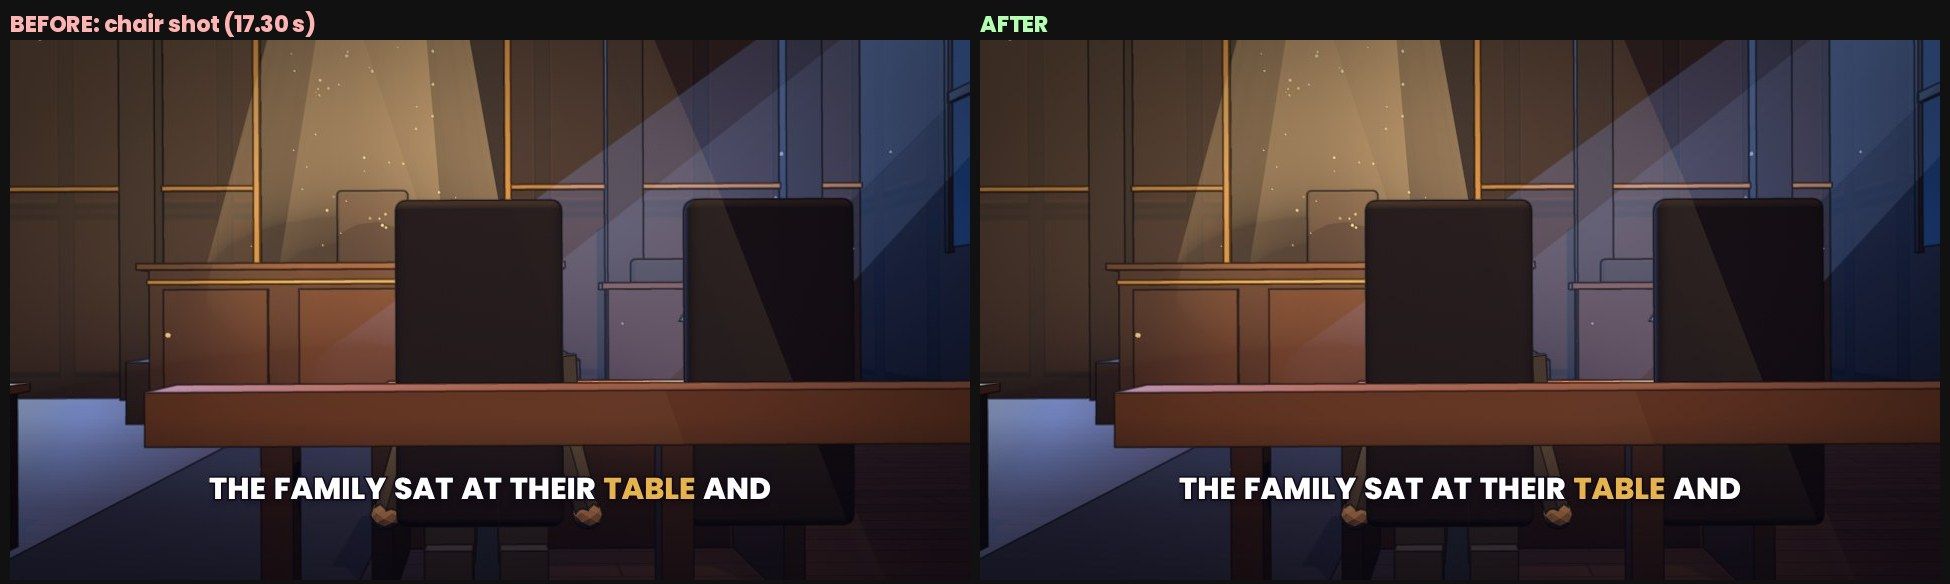 BEFORE: chair shot (17.30 s)
AFTER
THE FAMILY SAT AT THEIR TABLE AND
THE FAMILY SAT AT THEIR TABLE AND